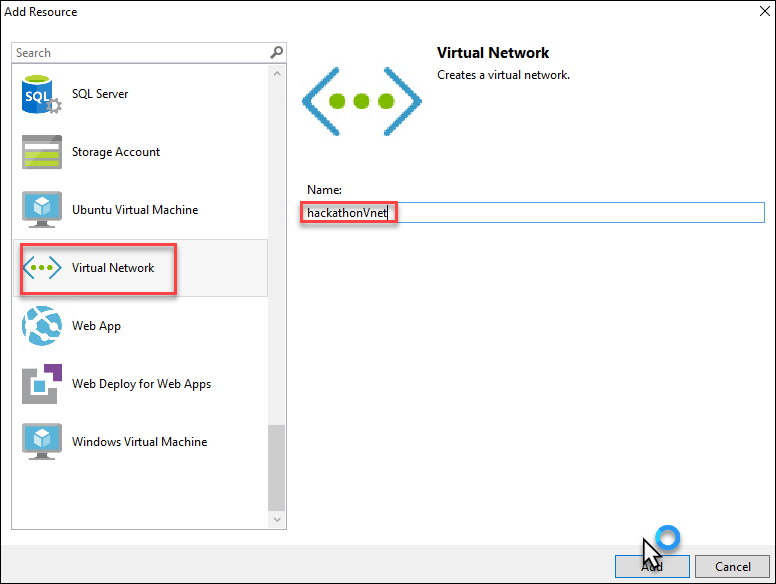 Add Resource
Search
SQL
SQL Server
Storage Account
Ubuntu Virtual Machine
Virtual Network
Web App
Web Deploy for Web Apps
Windows Virtual Machine
Virtual Network
Creates a virtual network.
Name:
hackathonVnet
Add
Cancel